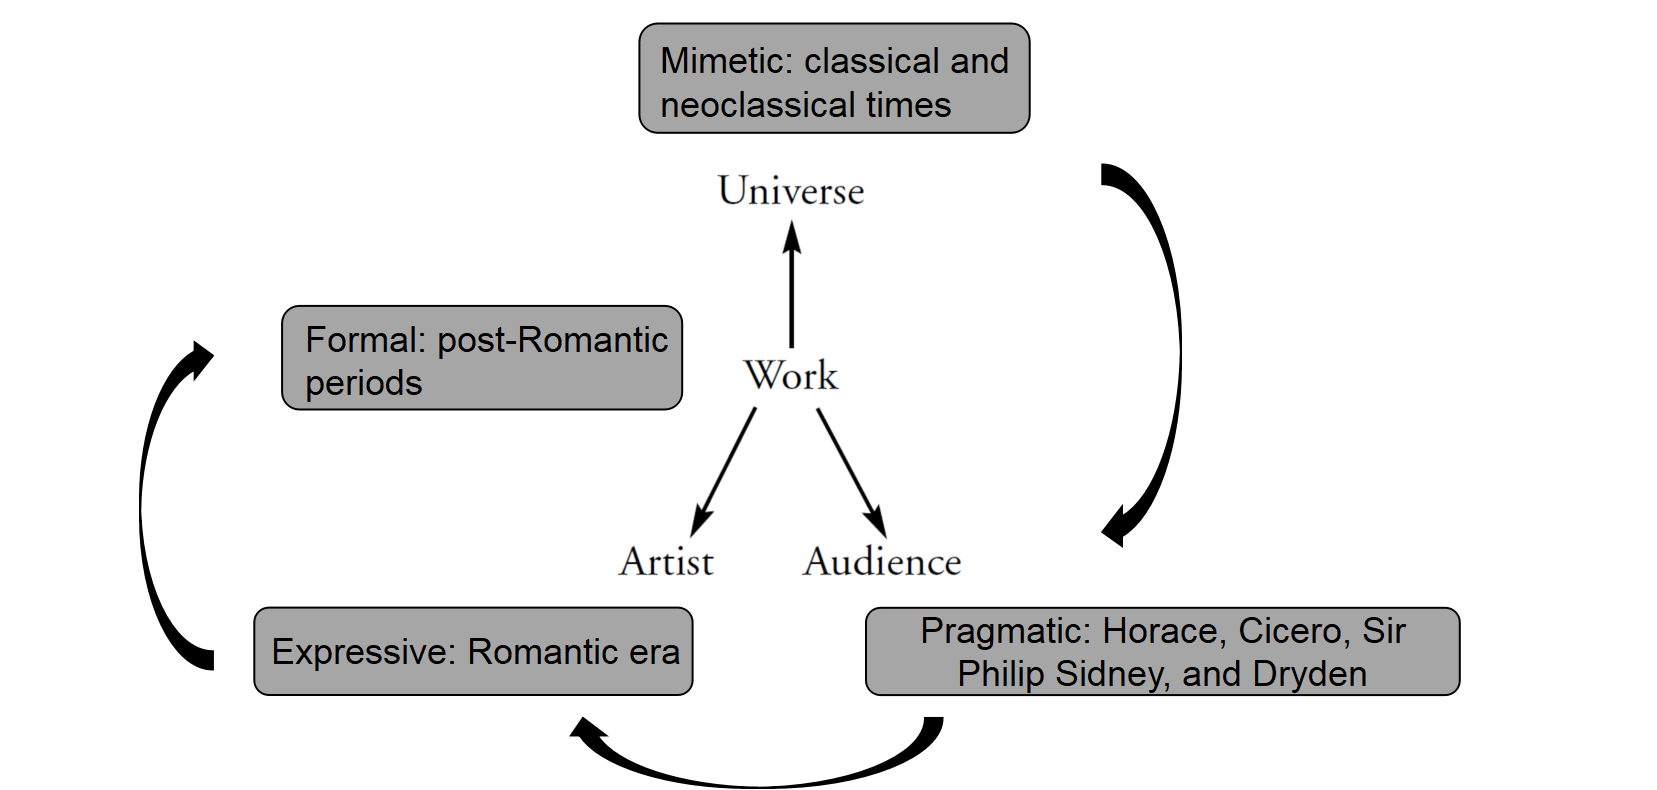 Mimetic: classical and
neoclassical times
Universe
Formal: post-Romantic
periods
Work
Artist
Audience
Expressive: Romantic era
Pragmatic: Horace, Cicero, Sir
Philip Sidney, and Dryden